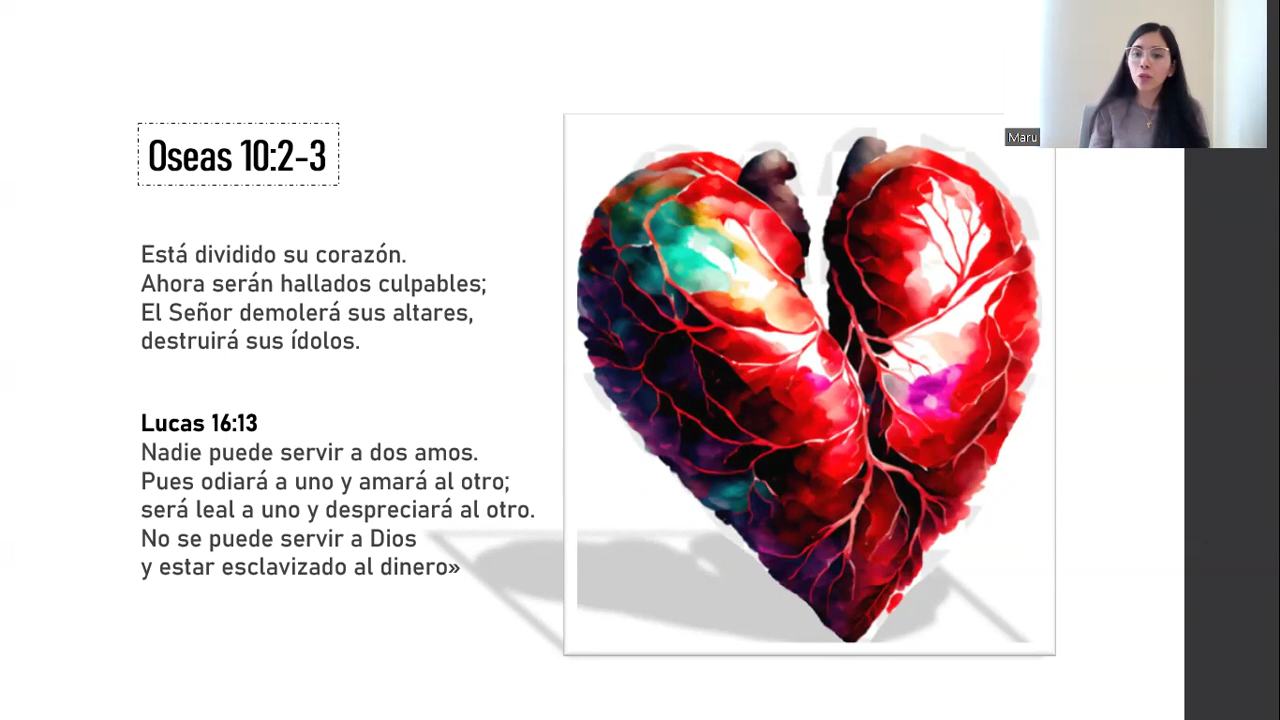 Oseas 10:2-3
Está dividido su corazón.
Ahora serán hallados culpables;
El Señor demolerá sus altares,
destruirá sus ídolos.
Lucas 16:13
Nadie puede servir a dos amos.
Pues odiará a uno y amará al otro;
será leal a uno y despreciará al otro.
No se puede servir a Dios
y estar esclavizado al dinero»
Maru